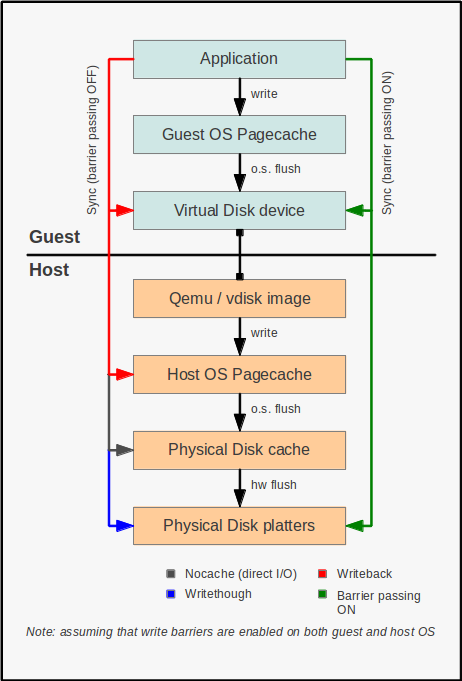 Application
write
Guest OS Pagecache
o.s. flush
Virtual Disk device
Sync (barrier passing OFF)
Sync (barrier passing ON)
Guest
Host
Qemu / vdisk image
write
Host OS Pagecache
o.s. flush
Physical Disk cache
hw flush
Physical Disk platters
Nocache (direct I/O)
Writethough
Writeback
Barrier passing
ON
Note: assuming that write barriers are enabled on both guest and host OS